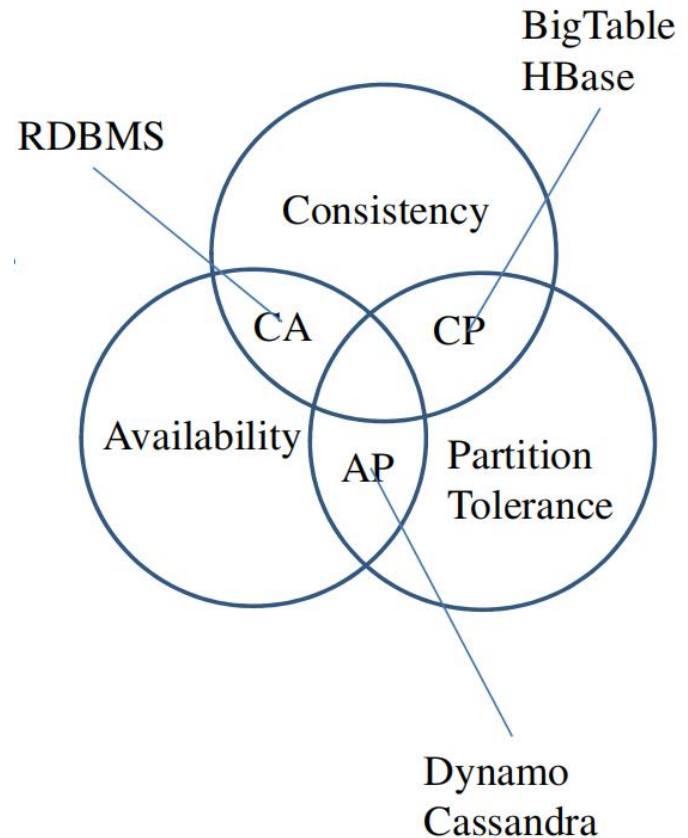 BigTable
HBase
RDBMS
Consistency
CA
CP
Availability
AP
Partition
Tolerance
Dynamo
Cassandra